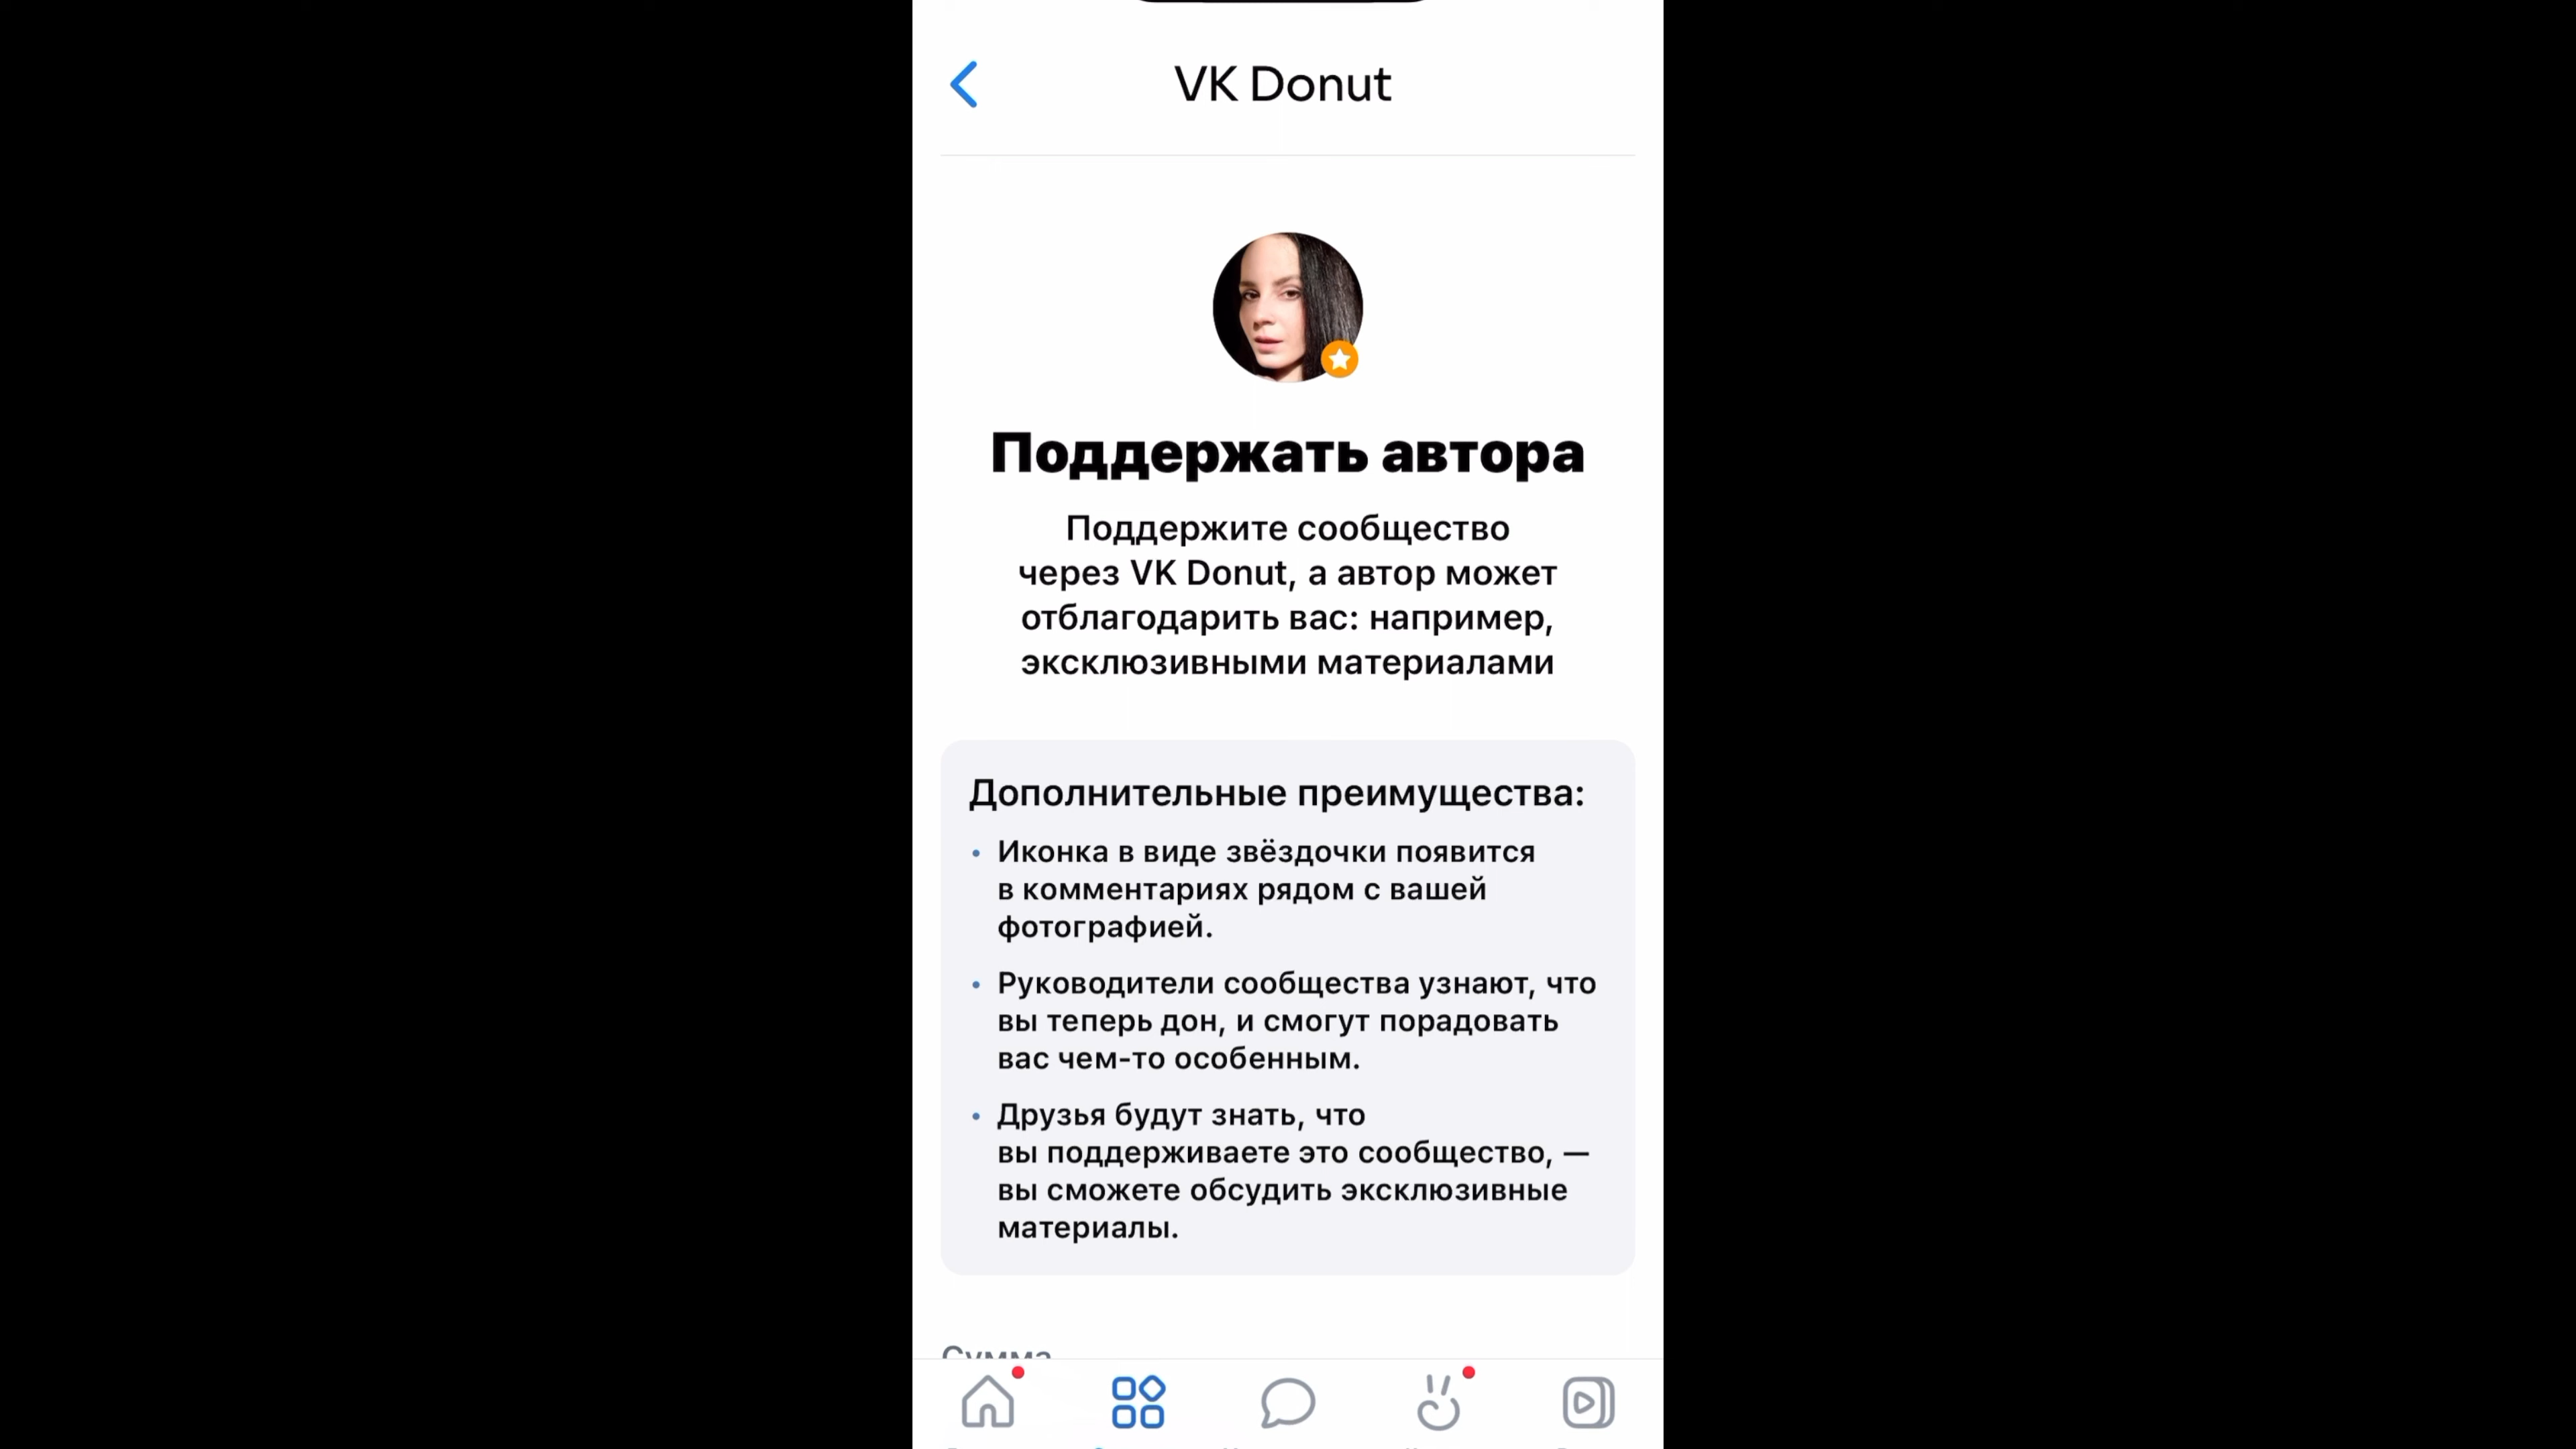 VK Donut
Поддержать автора
Поддержите сообщество
через VK Donut, а автор может
отблагодарить вас: например,
эксклюзивными материалами
Дополнительные преимущества:
• Иконка в виде звёздочки появится
в комментариях рядом с вашей
фотографией.
• Руководители сообщества узнают, что
вы теперь дон, и смогут порадовать
вас чем-то особенным.
• Друзья будут знать, что
вы поддерживаете это сообщество, —
вы сможете обсудить эксклюзивные
материалы.
Сумма